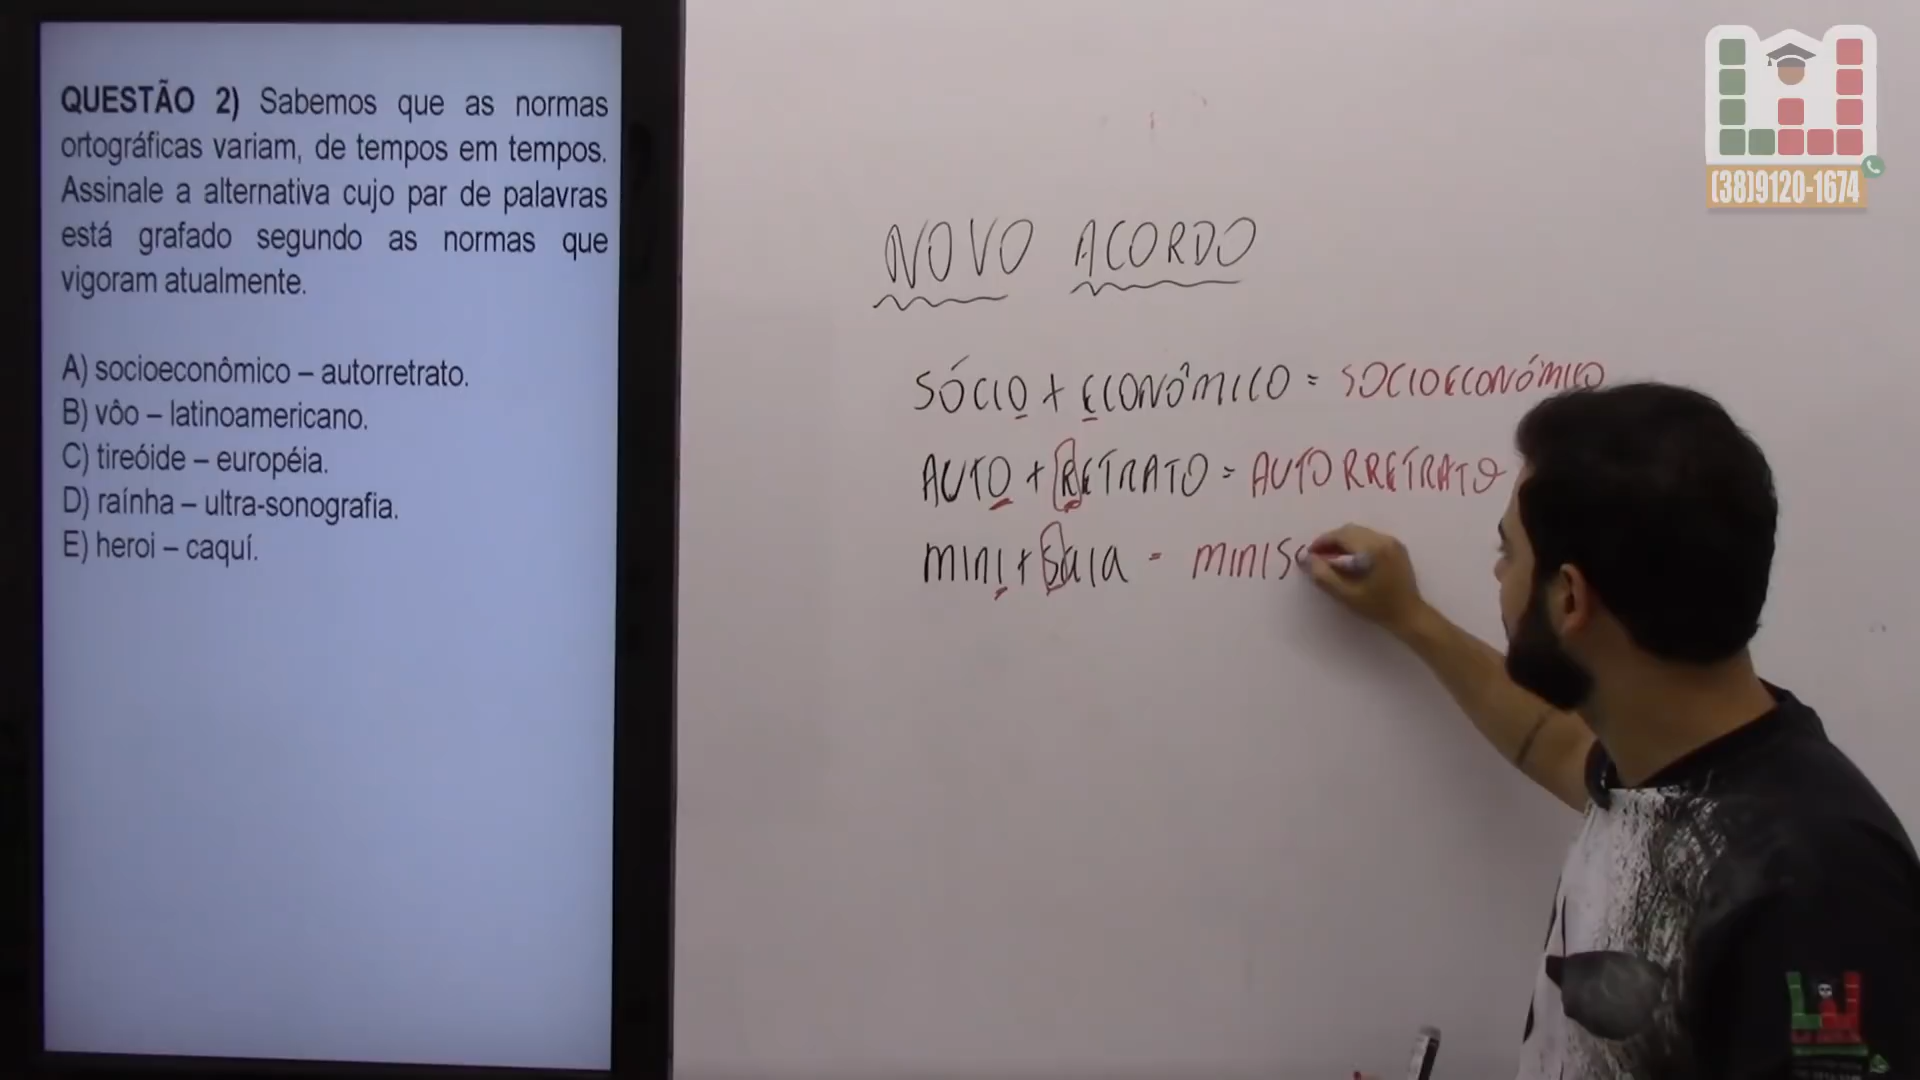 QUESTÃO 2) Sabemos que as normas
ortográficas variam, de tempos em tempos.
Assinale a alternativa cujo par de palavras
está grafado segundo as normas que
vigoram atualmente.
A) socioeconômico – autorretrato.
B) vôo – latinoamericano.
C) tireóide – européia.
D) raínha – ultra-sonografia.
E) heroi – caquí.
(38)9120-1674
NOVO ACORDO
SÓCIO + ECONÔMICO = SOCIOECONÔMICO
AUTO + RETRATO = AUTORRETRATO
MINI + SAIA = MINISA